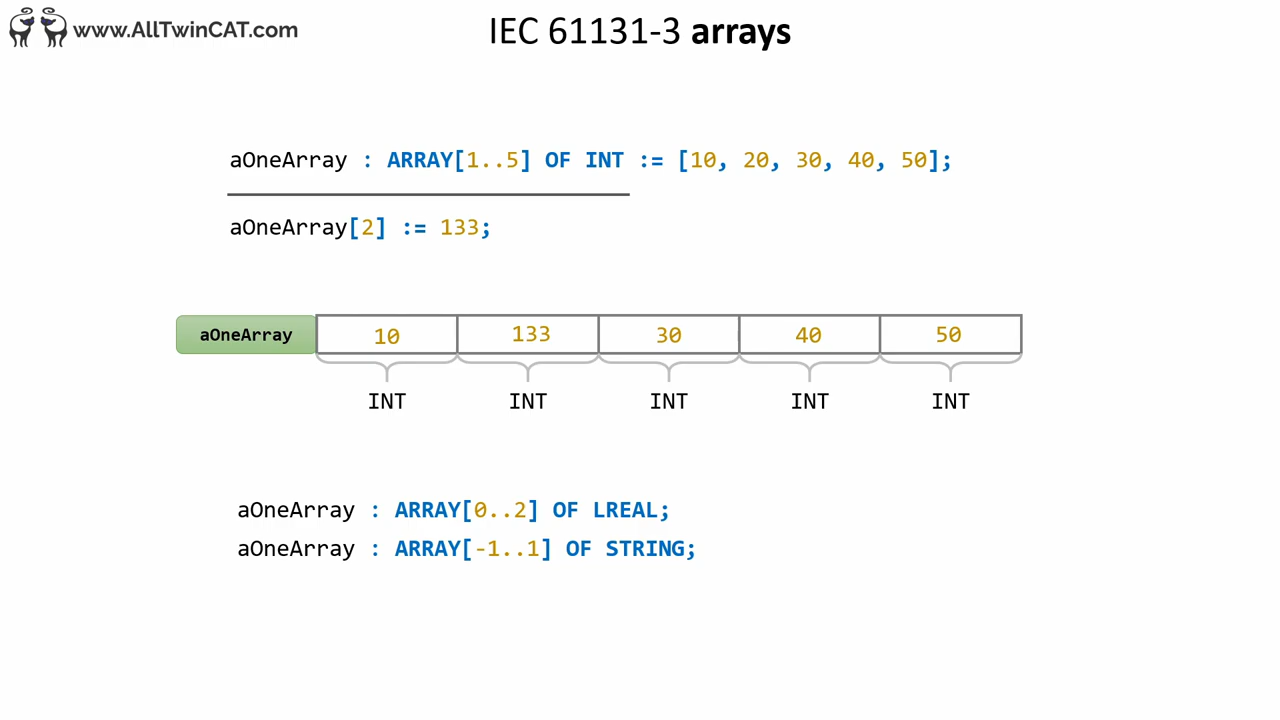 www.AllTwinCAT.com
IEC 61131-3 arrays
aOneArray : ARRAY[1..5] OF INT := [10, 20, 30, 40, 50];
aOneArray[2] := 133;
aOneArray 10 133 30 40 50
INT INT INT INT INT
aOneArray : ARRAY[0..2] OF LREAL;
aOneArray : ARRAY[-1..1] OF STRING;